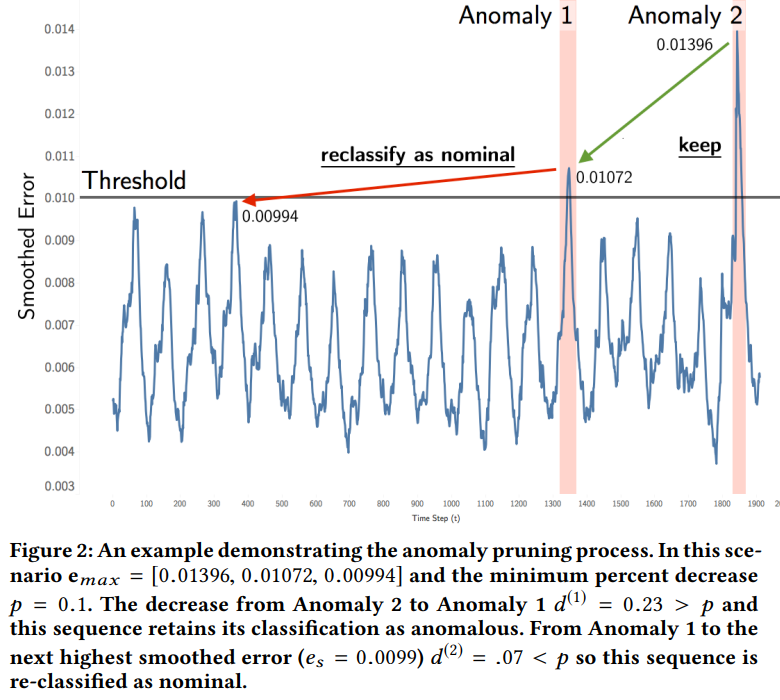 Anomaly 1
Anomaly 2
0.014
0.01396
0.013
0.012
0.011
reclassify as nominal
keep
Threshold
0.01072
0.010
0.00994
0.009
0.008
0.007
0.006
0.005
0.004
0.003
Smoothed Error
0 100 200 300 400 500 600 700 800 900 1000 1100 1200 1300 1400 1500 1600 1700 1800 1900
Time Step (t)
Figure 2: An example demonstrating the anomaly pruning process. In this sce-
nario e_max = [0.01396, 0.01072, 0.00994] and the minimum percent decrease
p = 0.1. The decrease from Anomaly 2 to Anomaly 1 d^(1) = 0.23 > p and
this sequence retains its classification as anomalous. From Anomaly 1 to the
next highest smoothed error (e_s = 0.0099) d^(2) = .07 < p so this sequence is
re-classified as nominal.